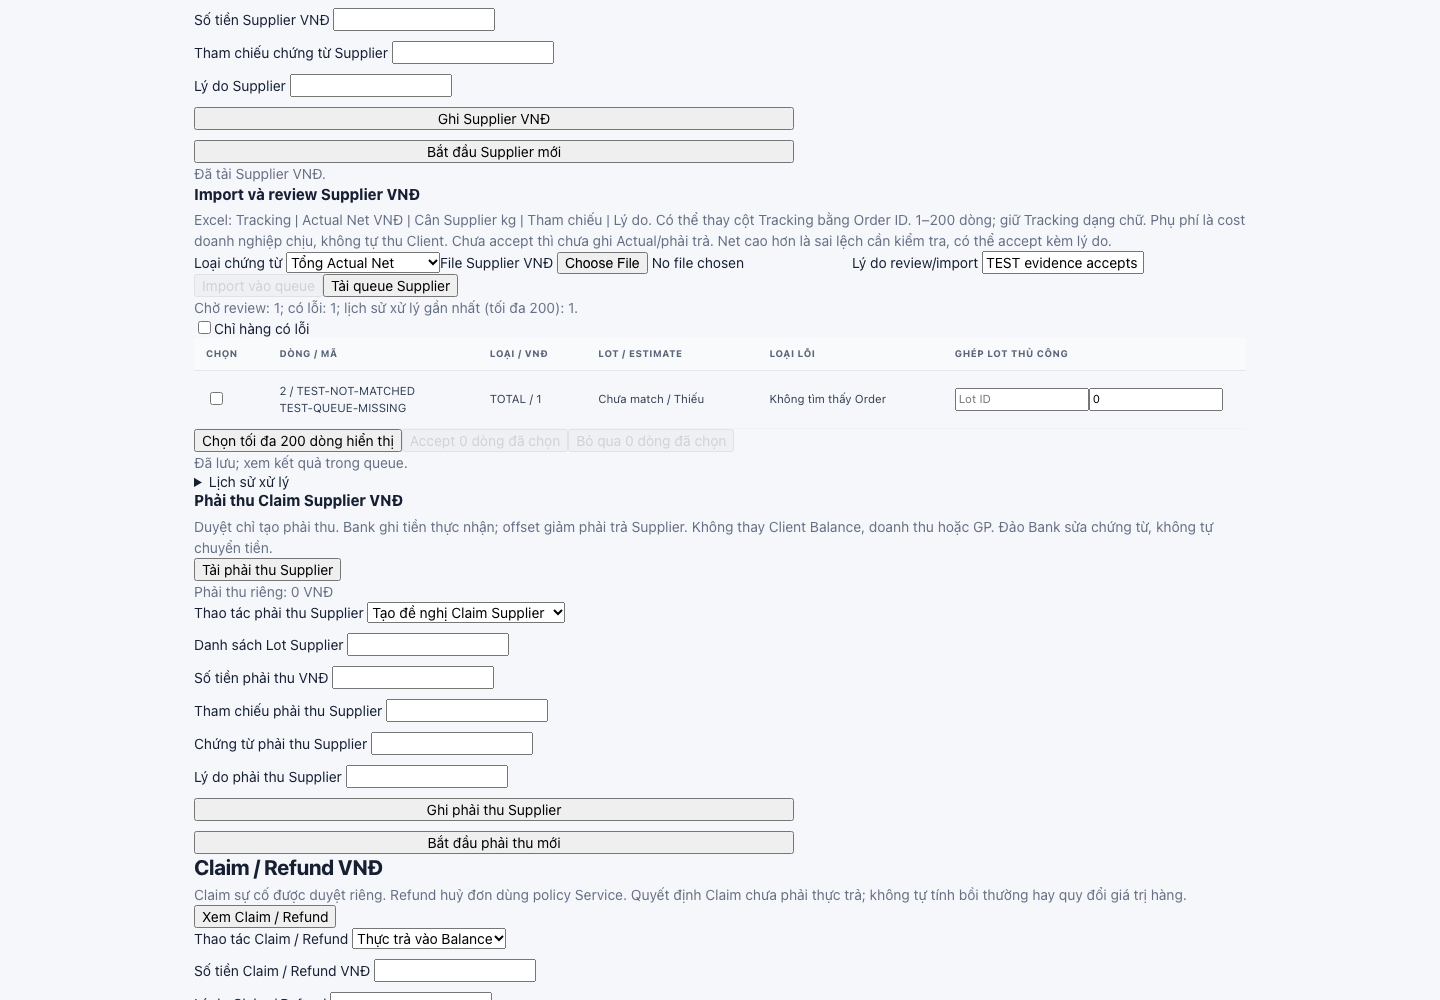 Số tiền Supplier VNĐ
Tham chiếu chứng từ Supplier
Lý do Supplier
Ghi Supplier VNĐ
Bắt đầu Supplier mới
Đã tải Supplier VNĐ.
Import và review Supplier VNĐ
Excel: Tracking | Actual Net VNĐ | Cân Supplier kg | Tham chiếu | Lý do. Có thể thay cột Tracking bằng Order ID. 1–200 dòng; giữ Tracking dạng chữ. Phụ phí là cost
doanh nghiệp chịu, không tự thu Client. Chưa accept thì chưa ghi Actual/phải trả. Net cao hơn là sai lệch cần kiểm tra, có thể accept kèm lý do.
Loại chứng từ Tổng Actual Net File Supplier VNĐ Choose File No file chosen Lý do review/import TEST evidence accepts
Import vào queue Tải queue Supplier
Chờ review: 1; có lỗi: 1; lịch sử xử lý gần nhất (tối đa 200): 1.
Chỉ hàng có lỗi
CHỌN DÒNG / MÃ LOẠI / VNĐ LOT / ESTIMATE LOẠI LỖI GHÉP LOT THỦ CÔNG
2 / TEST-NOT-MATCHED
TEST-QUEUE-MISSING
TOTAL / 1 Chưa match / Thiếu Không tìm thấy Order Lot ID 0
Chọn tối đa 200 dòng hiển thị Accept 0 dòng đã chọn Bỏ qua 0 dòng đã chọn
Đã lưu; xem kết quả trong queue.
Lịch sử xử lý
Phải thu Claim Supplier VNĐ
Duyệt chỉ tạo phải thu. Bank ghi tiền thực nhận; offset giảm phải trả Supplier. Không thay Client Balance, doanh thu hoặc GP. Đảo Bank sửa chứng từ, không tự
chuyển tiền.
Tải phải thu Supplier
Phải thu riêng: 0 VNĐ
Thao tác phải thu Supplier Tạo đề nghị Claim Supplier
Danh sách Lot Supplier
Số tiền phải thu VNĐ
Tham chiếu phải thu Supplier
Chứng từ phải thu Supplier
Lý do phải thu Supplier
Ghi phải thu Supplier
Bắt đầu phải thu mới
Claim / Refund VNĐ
Claim sự cố được duyệt riêng. Refund huỷ đơn dùng policy Service. Quyết định Claim chưa phải thực trả; không tự tính bồi thường hay quy đổi giá trị hàng.
Xem Claim / Refund
Thao tác Claim / Refund Thực trả vào Balance
Số tiền Claim / Refund VNĐ